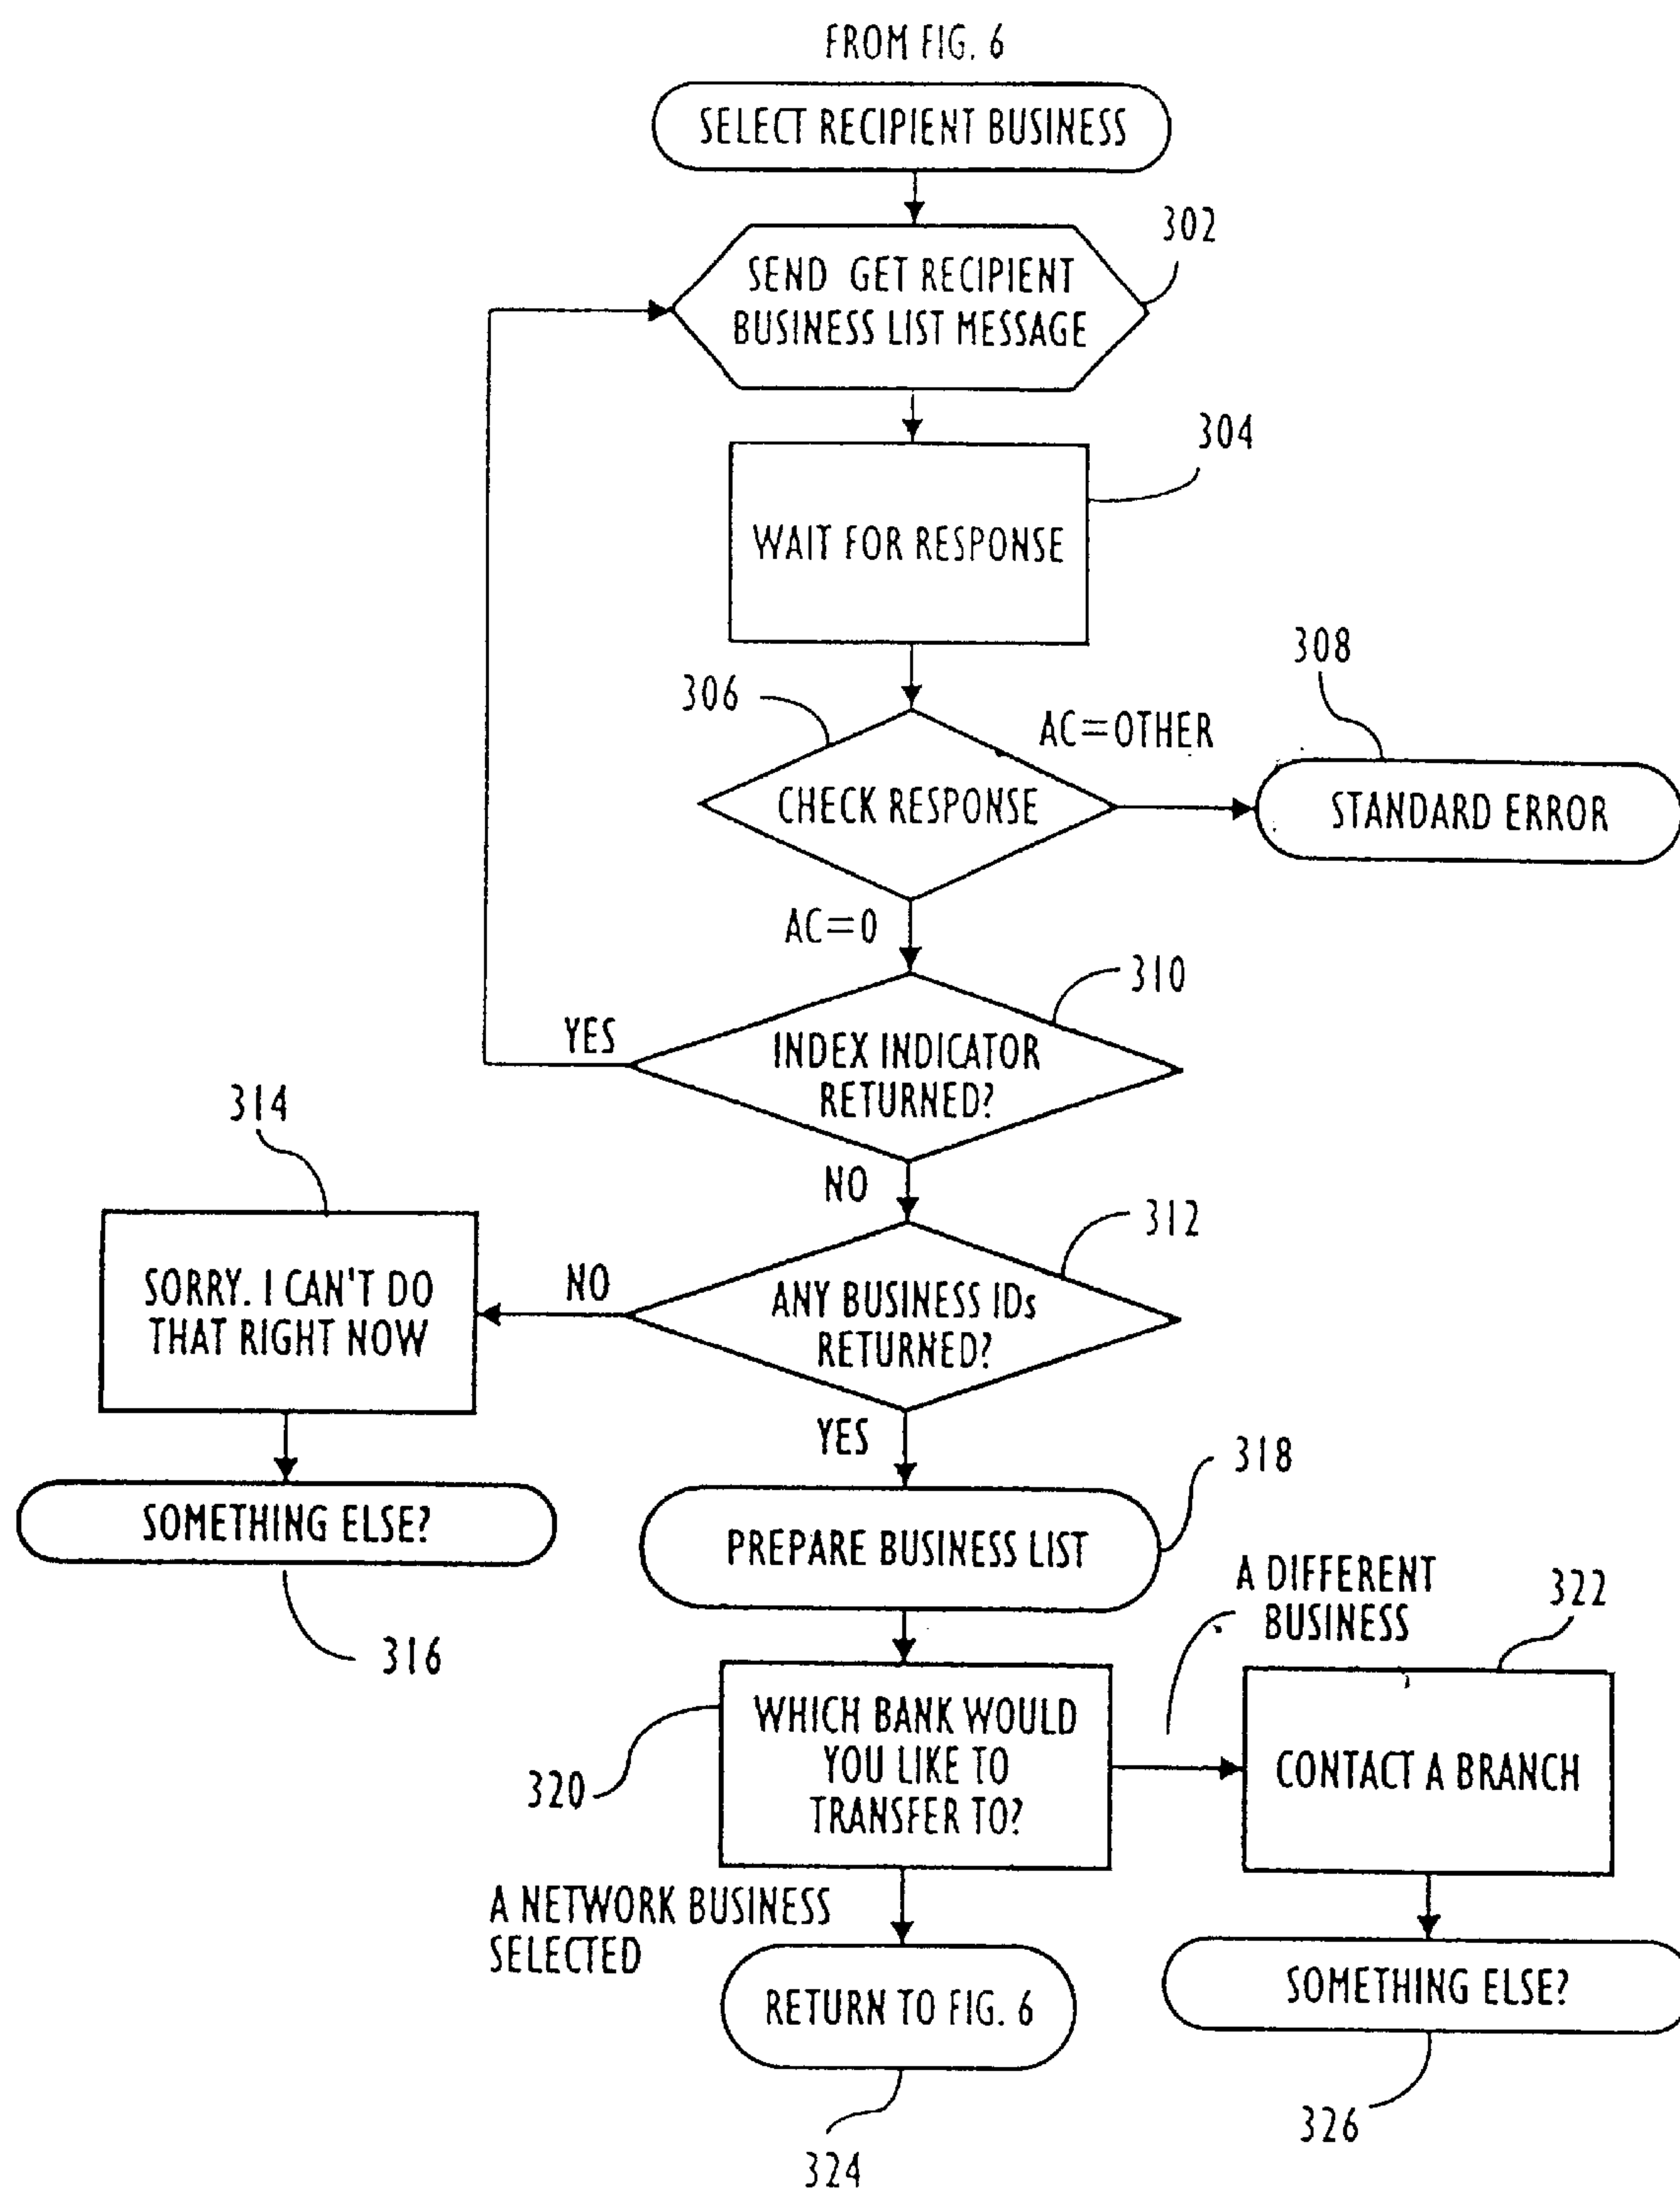 FROM FIG. 6
SELECT RECIPIENT BUSINESS
302
SEND GET RECIPIENT
BUSINESS LIST MESSAGE
304
WAIT FOR RESPONSE
308
306
AC=OTHER
CHECK RESPONSE
STANDARD ERROR
AC=0
310
YES
INDEX INDICATOR
RETURNED?
314
NO
312
SORRY. I CAN'T DO
THAT RIGHT NOW
NO
ANY BUSINESS IDs
RETURNED?
YES
318
SOMETHING ELSE?
PREPARE BUSINESS LIST
A DIFFERENT
BUSINESS
322
316
WHICH BANK WOULD
YOU LIKE TO
TRANSFER TO?
320
CONTACT A BRANCH
A NETWORK BUSINESS
SELECTED
RETURN TO FIG. 6
SOMETHING ELSE?
326
324